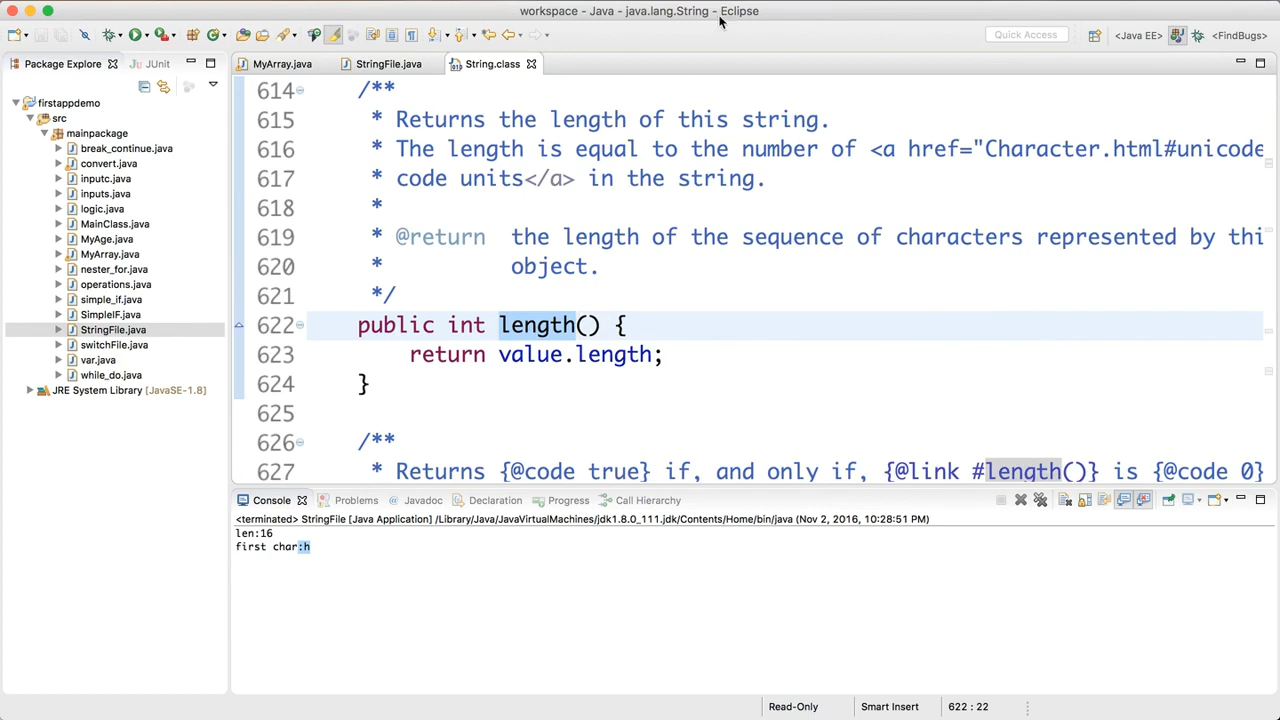 workspace - Java - java.lang.String - Eclipse
Quick Access
<Java EE>
<FindBugs>
Package Explorer
JUnit
MyArray.java
StringFile.java
String.class
firstappdemo
src
mainpackage
break_continue.java
convert.java
inputc.java
inputs.java
logic.java
MainClass.java
MyAge.java
MyArray.java
nester_for.java
operations.java
simple_if.java
SimpleIF.java
StringFile.java
switchFile.java
var.java
while_do.java
JRE System Library [JavaSE-1.8]
614 /**
615 * Returns the length of this string.
616 * The length is equal to the number of <a href="Character.html#unicode
617 * code units</a> in the string.
618 *
619 * @return the length of the sequence of characters represented by thi
620 * object.
621 */
622 public int length() {
623 return value.length;
624 }
625
626 /**
627 * Returns {@code true} if, and only if, {@link #length()} is {@code 0}
Console
Problems
Javadoc
Declaration
Progress
Call Hierarchy
<terminated> StringFile [Java Application] /Library/Java/JavaVirtualMachines/jdk1.8.0_111.jdk/Contents/Home/bin/java (Nov 2, 2016, 10:28:51 PM)
len:16
first char:h
Read-Only
Smart Insert
622 : 22